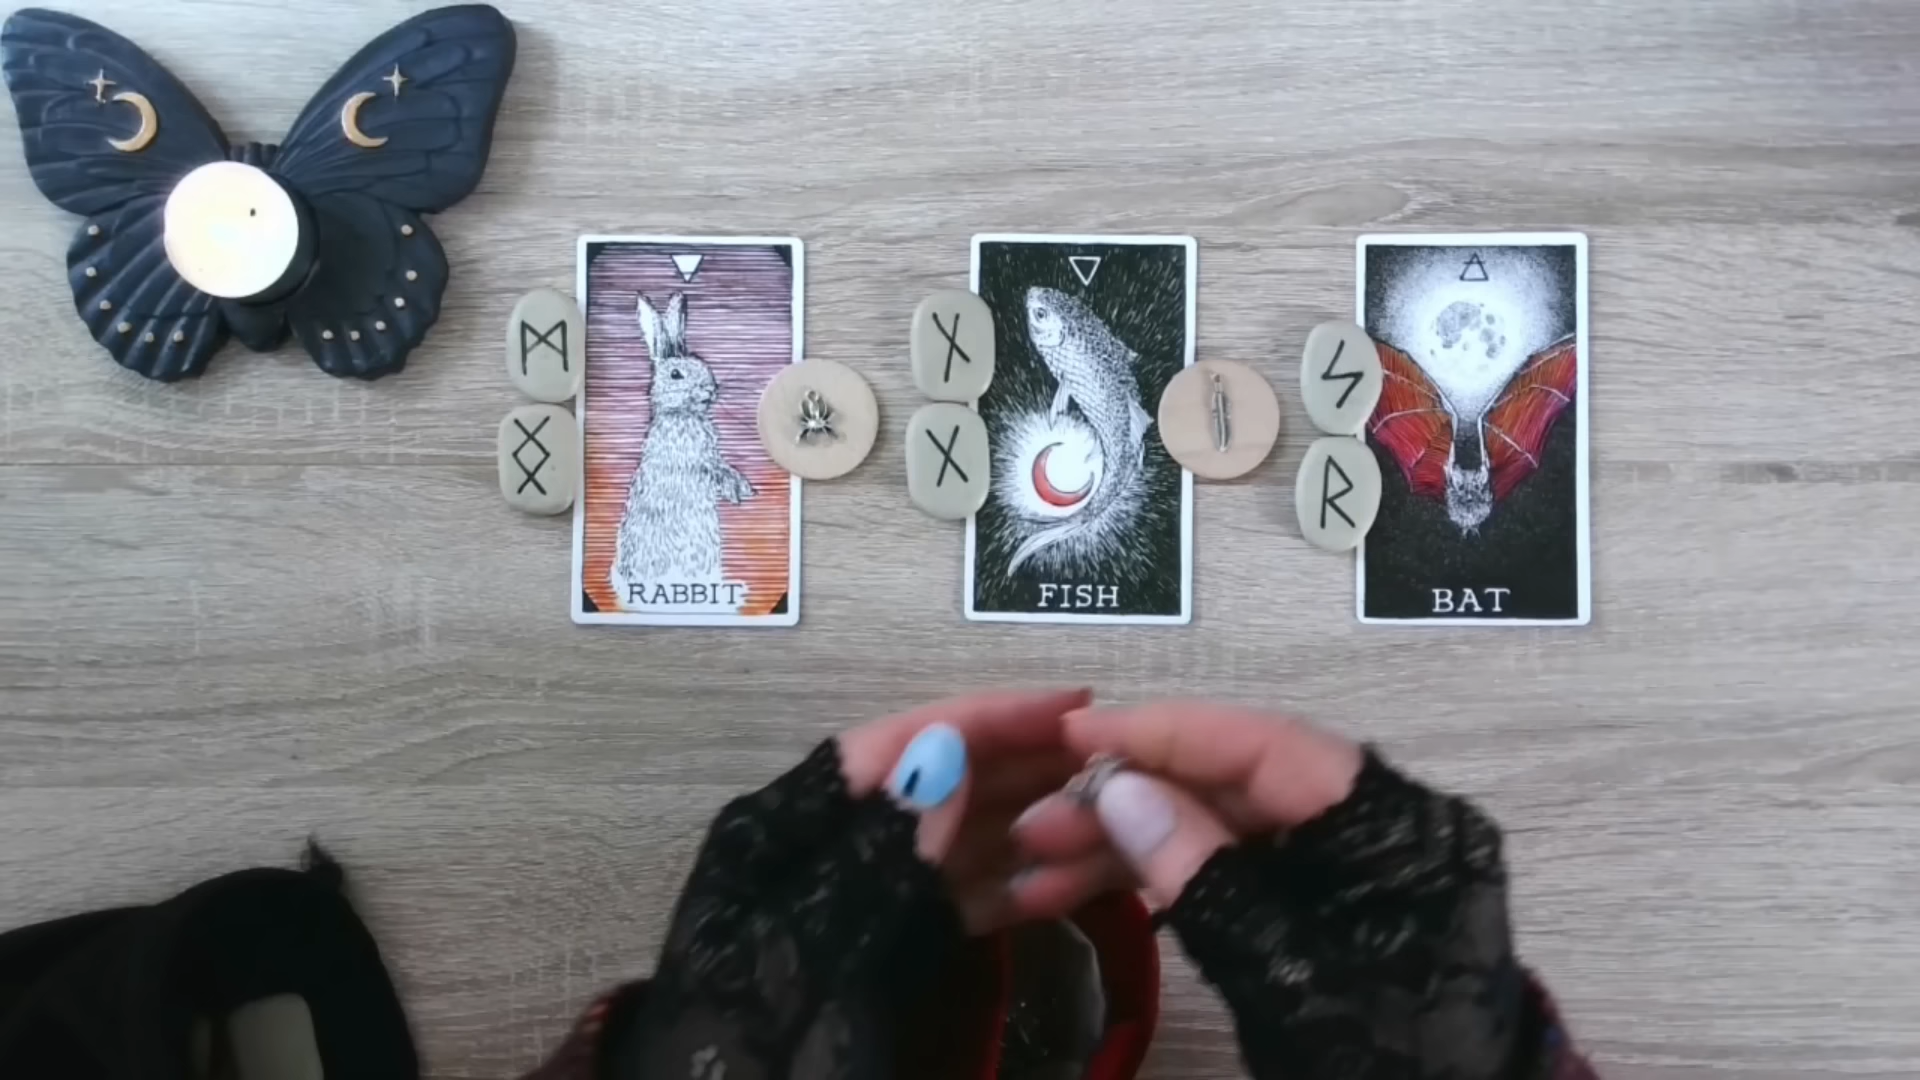 ᛗ
ᛝ
RABBIT
ᚾ
ᚷ
FISH
ᛋ
ᚱ
BAT